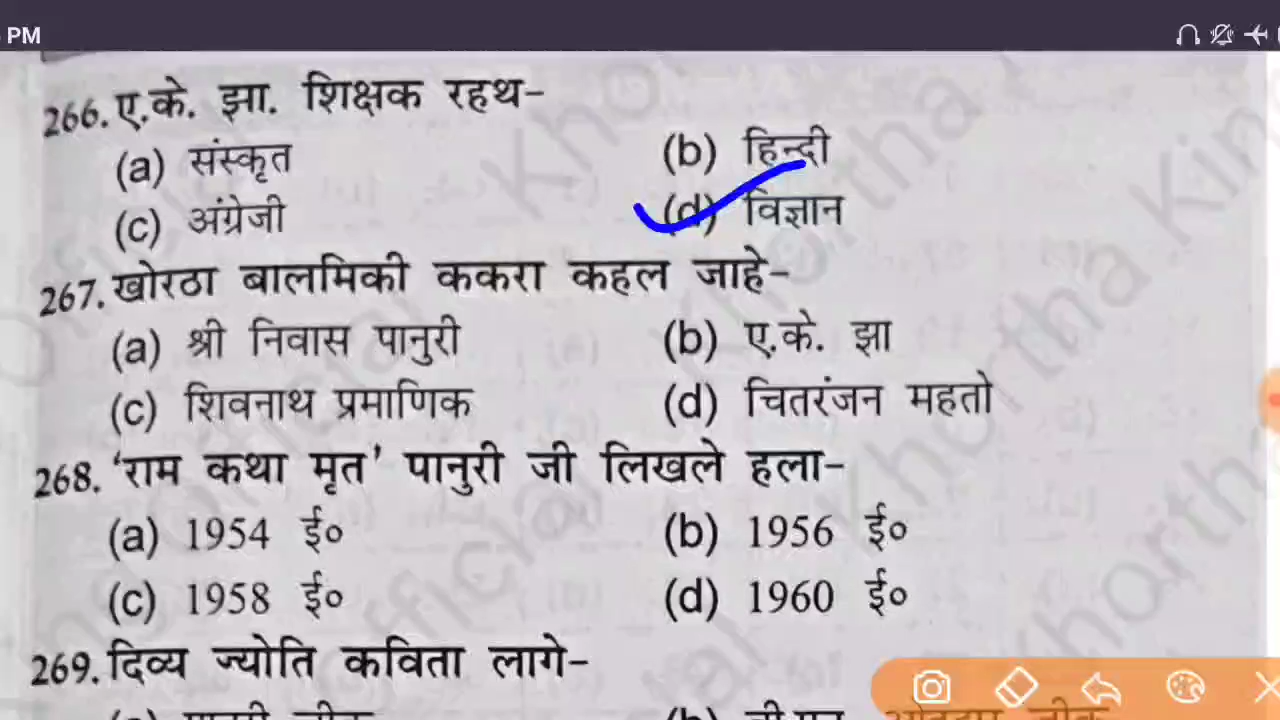 PM
266. ए.के. झा. शिक्षक रहथ-
(a) संस्कृत (b) हिन्दी
(c) अंग्रेजी (d) विज्ञान
267. खोरठा बालमिकी ककरा कहल जाहे-
(a) श्री निवास पानुरी (b) ए.के. झा
(c) शिवनाथ प्रमाणिक (d) चितरंजन महतो
268. 'राम कथा मृत' पानुरी जी लिखले हला-
(a) 1954 ई० (b) 1956 ई०
(c) 1958 ई० (d) 1960 ई०
269. दिव्य ज्योति कविता लागे-